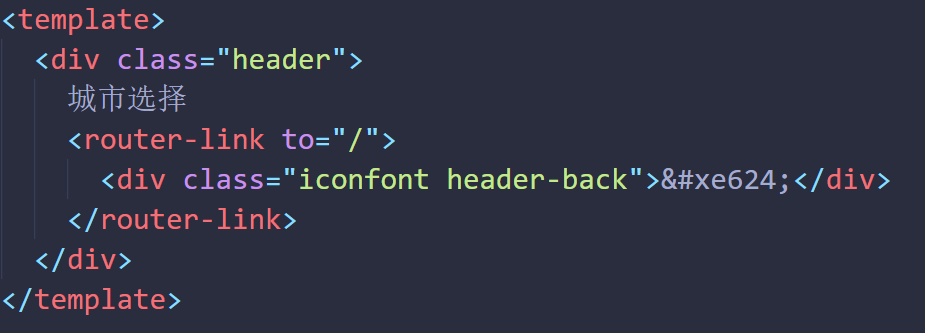 <template>
<div class="header">
城市选择
<router-link to="/">
<div class="iconfont header-back">&#xe624;</div>
</router-link>
</div>
</template>